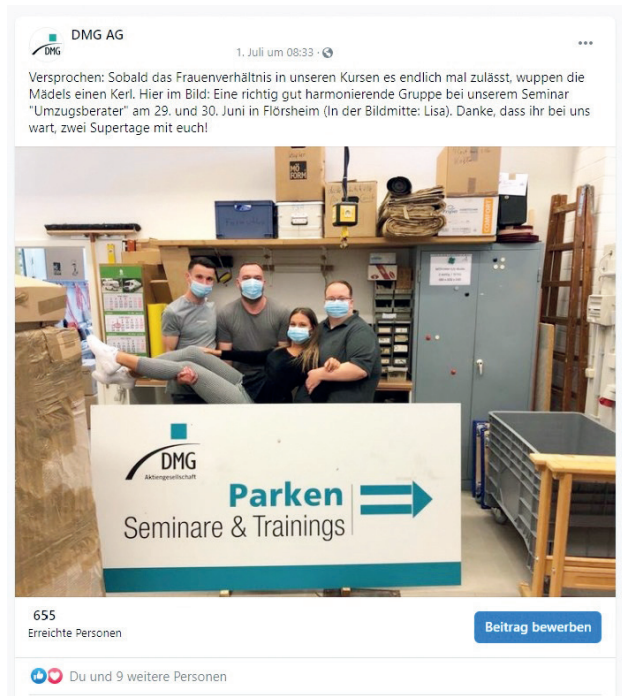 DMG AG
DMG
1. Juli um 08:33
Versprochen: Sobald das Frauenverhältnis in unseren Kursen es endlich mal zulässt, wuppen die
Mädels einen Kerl. Hier im Bild: Eine richtig gut harmonierende Gruppe bei unserem Seminar
"Umzugsberater" am 29. und 30. Juni in Flörsheim (In der Bildmitte: Lisa). Danke, dass ihr bei uns
wart, zwei Supertage mit euch!
DMG
Aktiengesellschaft
Parken
Seminare & Trainings
655
Erreichte Personen
Beitrag bewerben
Du und 9 weitere Personen